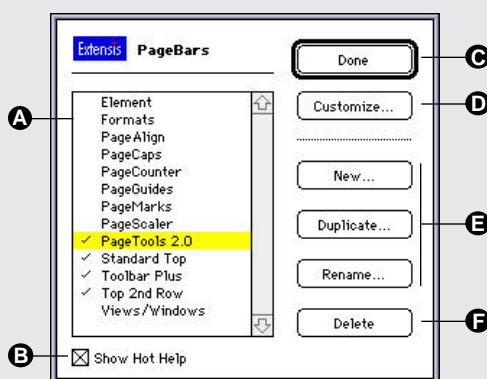 Extensis PageBars
Done
C
A
Element
Formats
PageAlign
PageCaps
PageCounter
PageGuides
PageMarks
PageScaler
✓ PageTools 2.0
✓ Standard Top
✓ Toolbar Plus
✓ Top 2nd Row
Views/Windows
Customize...
D
New...
Duplicate...
E
Rename...
Delete
F
B
Show Hot Help